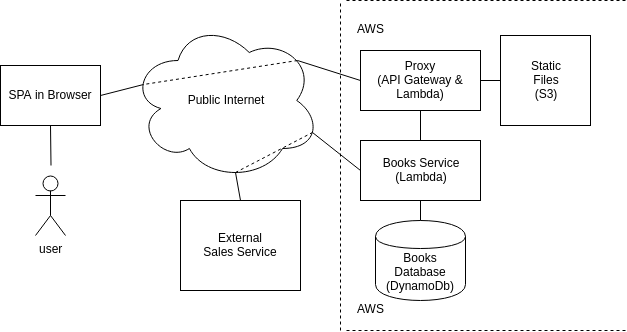 AWS
Proxy
(API Gateway &
Lambda)
Static
Files
(S3)
SPA in Browser
Public Internet
Books Service
(Lambda)
user
External
Sales Service
Books
Database
(DynamoDb)
AWS